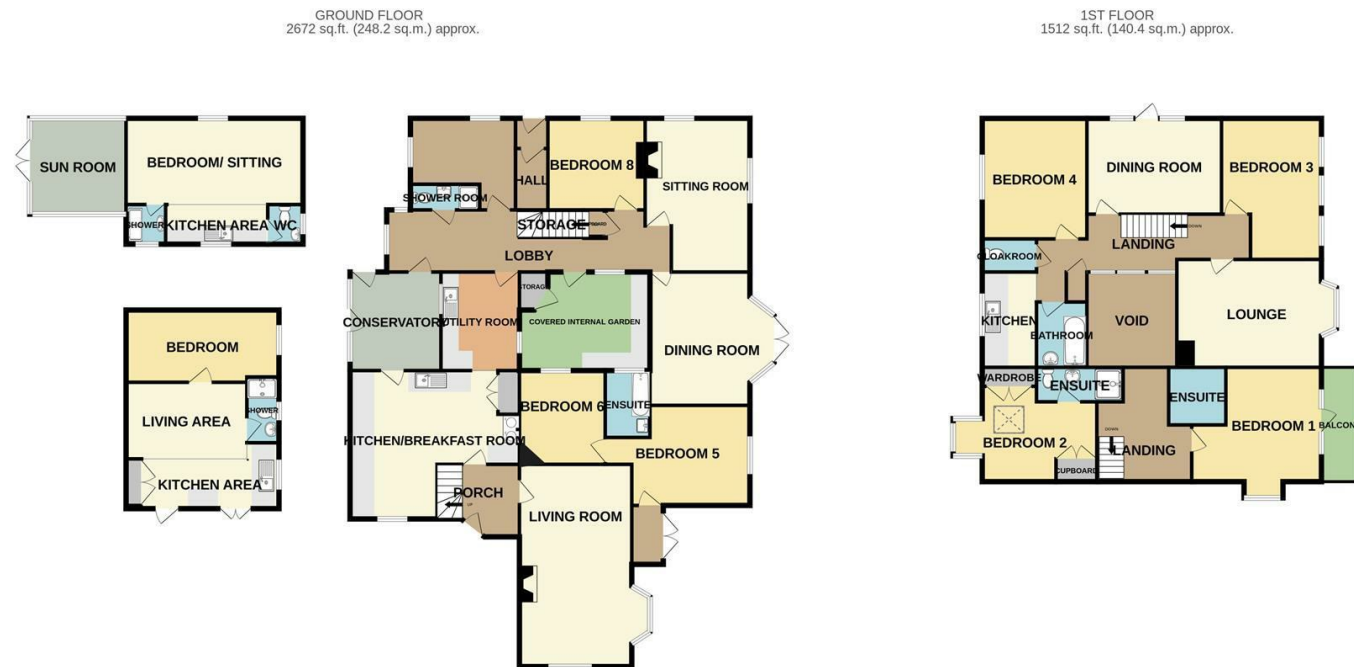 GROUND FLOOR
2672 sq.ft. (248.2 sq.m.) approx.
1ST FLOOR
1512 sq.ft. (140.4 sq.m.) approx.
SUN ROOM
BEDROOM/ SITTING
SHOWER
KITCHEN AREA
WC
BEDROOM
LIVING AREA
SHOWER
KITCHEN AREA
HALL
BEDROOM 8
SITTING ROOM
SHOWER ROOM
STORAGE
LOBBY
CONSERVATORY
UTILITY ROOM
STORAGE
COVERED INTERNAL GARDEN
DINING ROOM
KITCHEN/BREAKFAST ROOM
BEDROOM 6
ENSUITE
BEDROOM 5
PORCH
UP
LIVING ROOM
BEDROOM 4
DINING ROOM
BEDROOM 3
DOWN
LANDING
CLOAKROOM
KITCHEN
BATHROOM
VOID
LOUNGE
WARDROBE
ENSUITE
ENSUITE
BEDROOM 1
BALCON
BEDROOM 2
DOWN
LANDING
CUPBOARD